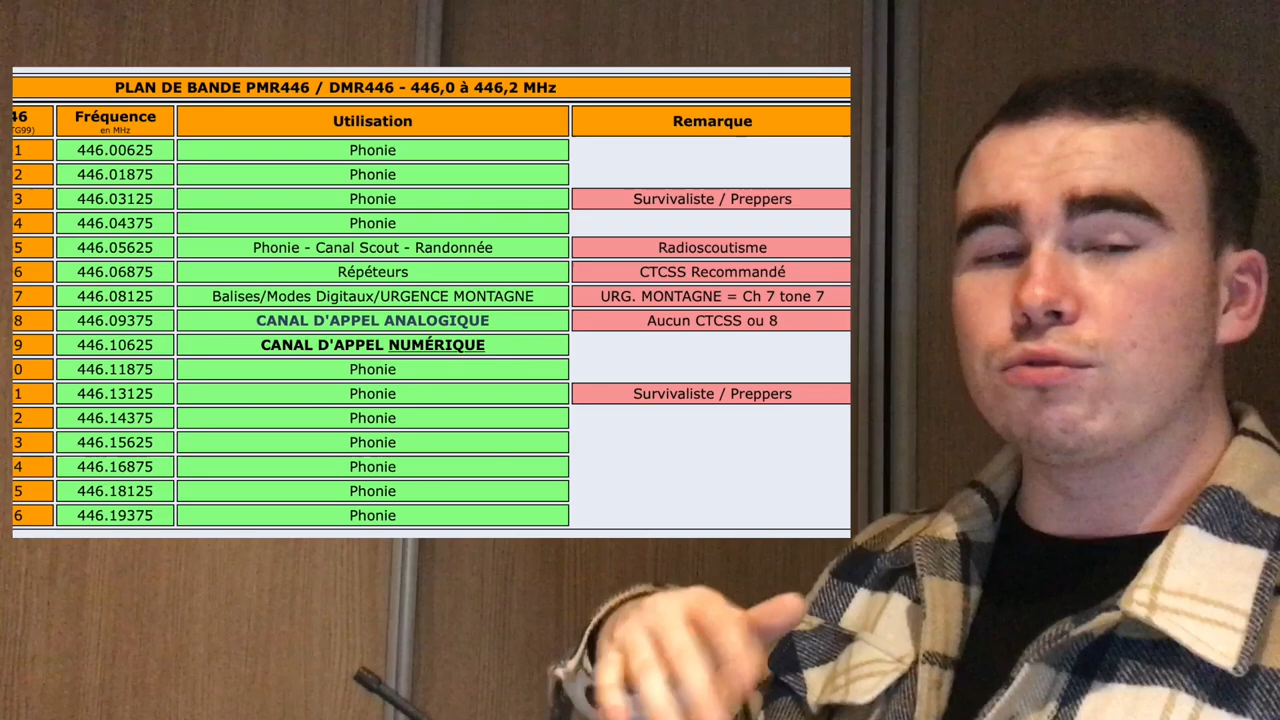 PLAN DE BANDE PMR446 / DMR446 - 446,0 à 446,2 MHz
46 Fréquence Utilisation Remarque
TG99) en MHz
1 446.00625 Phonie
2 446.01875 Phonie
3 446.03125 Phonie Survivaliste / Preppers
4 446.04375 Phonie
5 446.05625 Phonie - Canal Scout - Randonnée Radioscoutisme
6 446.06875 Répéteurs CTCSS Recommandé
7 446.08125 Balises/Modes Digitaux/URGENCE MONTAGNE URG. MONTAGNE = Ch 7 tone 7
8 446.09375 CANAL D'APPEL ANALOGIQUE Aucun CTCSS ou 8
9 446.10625 CANAL D'APPEL NUMÉRIQUE
0 446.11875 Phonie
1 446.13125 Phonie Survivaliste / Preppers
2 446.14375 Phonie
3 446.15625 Phonie
4 446.16875 Phonie
5 446.18125 Phonie
6 446.19375 Phonie